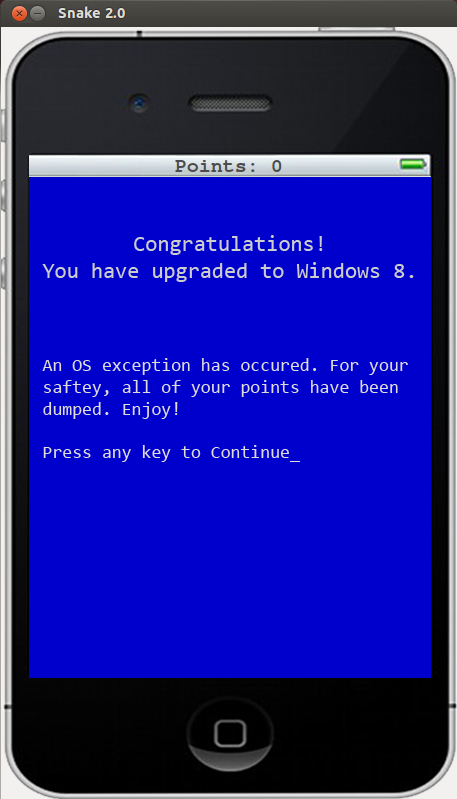 Snake 2.0
Points: 0
Congratulations!
You have upgraded to Windows 8.
An OS exception has occured. For your
saftey, all of your points have been
dumped. Enjoy!
Press any key to Continue_